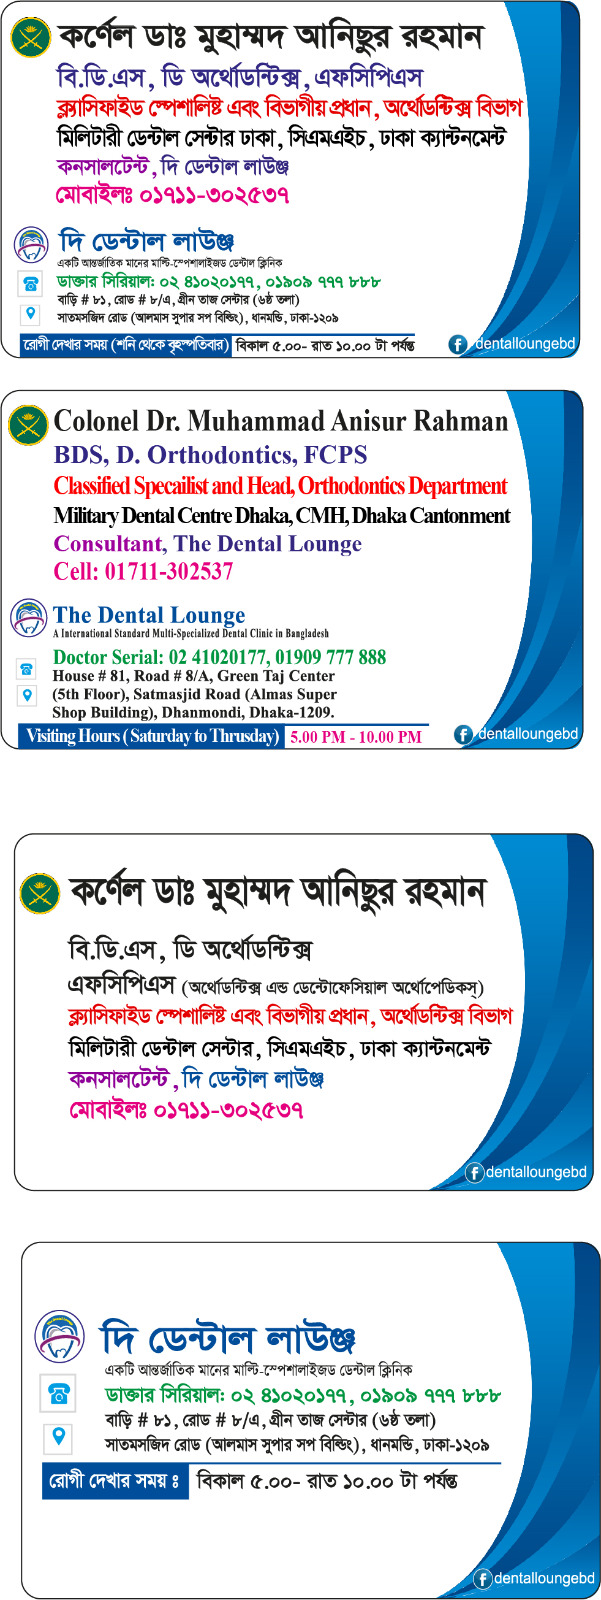 কর্ণেল ডাঃ মুহাম্মদ আনিছুর রহমান
বি.ডি.এস, ডি অর্থোডন্টিক্স, এফসিপিএস
ক্ল্যাসিফাইড স্পেশালিষ্ট এবং বিভাগীয় প্রধান, অর্থোডন্টিক্স বিভাগ
মিলিটারী ডেন্টাল সেন্টার ঢাকা, সিএমএইচ, ঢাকা ক্যান্টনমেন্ট
কনসালটেন্ট, দি ডেন্টাল লাউঞ্জ
মোবাইলঃ ০১৭১১-৩০২৫৩৭
দি ডেন্টাল লাউঞ্জ
একটি আন্তর্জাতিক মানের মাল্টি-স্পেশালাইজড ডেন্টাল ক্লিনিক
ডাক্তার সিরিয়াল: ০২ ৪১০২০১৭৭, ০১৯০৯ ৭৭৭ ৮৮৮
বাড়ি # ৮১, রোড # ৮/এ, গ্রীন তাজ সেন্টার (৬ষ্ঠ তলা)
সাতমসজিদ রোড (আলমাস সুপার সপ বিল্ডিং), ধানমন্ডি, ঢাকা-১২০৯
রোগী দেখার সময় (শনি থেকে বৃহস্পতিবার) বিকাল ৫.০০- রাত ১০.০০ টা পর্যন্ত
dentalloungebd
Colonel Dr. Muhammad Anisur Rahman
BDS, D. Orthodontics, FCPS
Classified Specailist and Head, Orthodontics Department
Military Dental Centre Dhaka, CMH, Dhaka Cantonment
Consultant, The Dental Lounge
Cell: 01711-302537
The Dental Lounge
A International Standard Multi-Specialized Dental Clinic in Bangladesh
Doctor Serial: 02 41020177, 01909 777 888
House # 81, Road # 8/A, Green Taj Center
(5th Floor), Satmasjid Road (Almas Super
Shop Building), Dhanmondi, Dhaka-1209.
Visiting Hours ( Saturday to Thrusday) 5.00 PM - 10.00 PM
dentalloungebd
কর্ণেল ডাঃ মুহাম্মদ আনিছুর রহমান
বি.ডি.এস, ডি অর্থোডন্টিক্স
এফসিপিএস (অর্থোডন্টিক্স এন্ড ডেন্টোফেসিয়াল অর্থোপেডিকস্)
ক্ল্যাসিফাইড স্পেশালিষ্ট এবং বিভাগীয় প্রধান, অর্থোডন্টিক্স বিভাগ
মিলিটারী ডেন্টাল সেন্টার, সিএমএইচ, ঢাকা ক্যান্টনমেন্ট
কনসালটেন্ট, দি ডেন্টাল লাউঞ্জ
মোবাইলঃ ০১৭১১-৩০২৫৩৭
dentalloungebd
দি ডেন্টাল লাউঞ্জ
একটি আন্তর্জাতিক মানের মাল্টি-স্পেশালাইজড ডেন্টাল ক্লিনিক
ডাক্তার সিরিয়াল: ০২ ৪১০২০১৭৭, ০১৯০৯ ৭৭৭ ৮৮৮
বাড়ি # ৮১, রোড # ৮/এ, গ্রীন তাজ সেন্টার (৬ষ্ঠ তলা)
সাতমসজিদ রোড (আলমাস সুপার সপ বিল্ডিং), ধানমন্ডি, ঢাকা-১২০৯
রোগী দেখার সময় ঃ বিকাল ৫.০০- রাত ১০.০০ টা পর্যন্ত
dentalloungebd